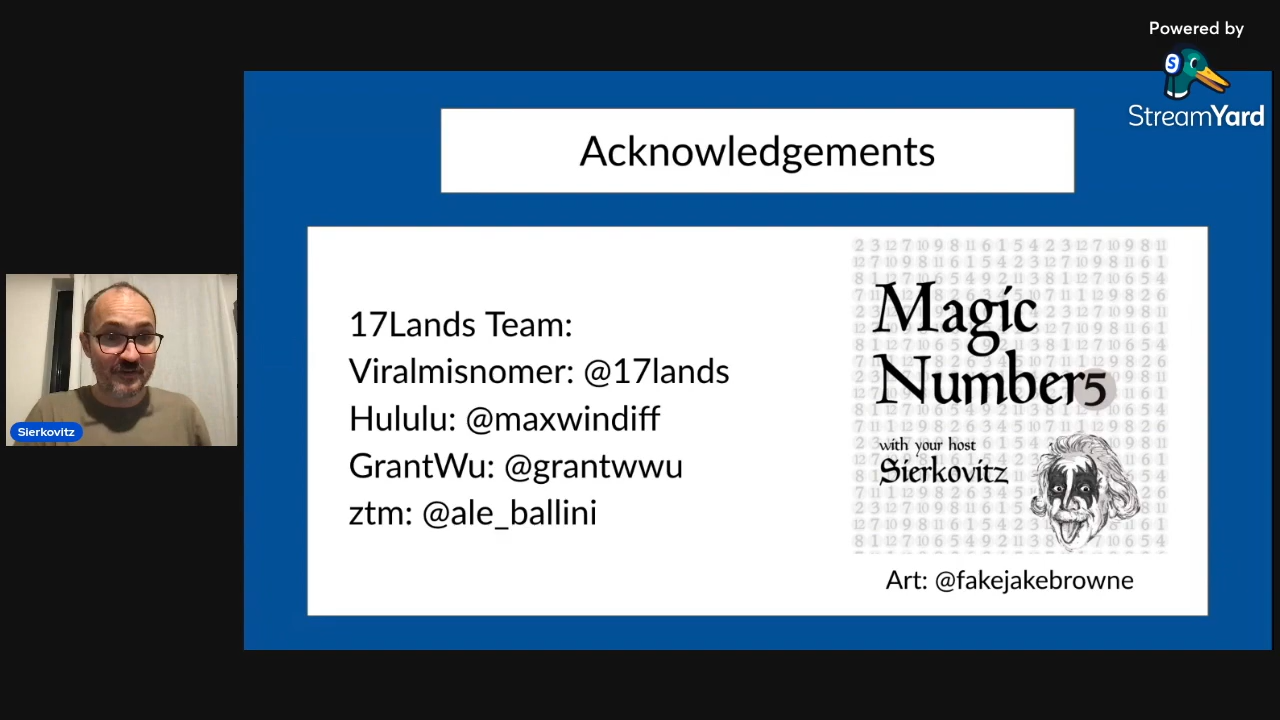 Powered by
StreamYard
Acknowledgements
17Lands Team:
Viralmisnomer: @17lands
Hululu: @maxwindiff
GrantWu: @grantwwu
ztm: @ale_ballini
Magic
Number5
with your host
Sierkovitz
Art: @fakejakebrowne
Sierkovitz